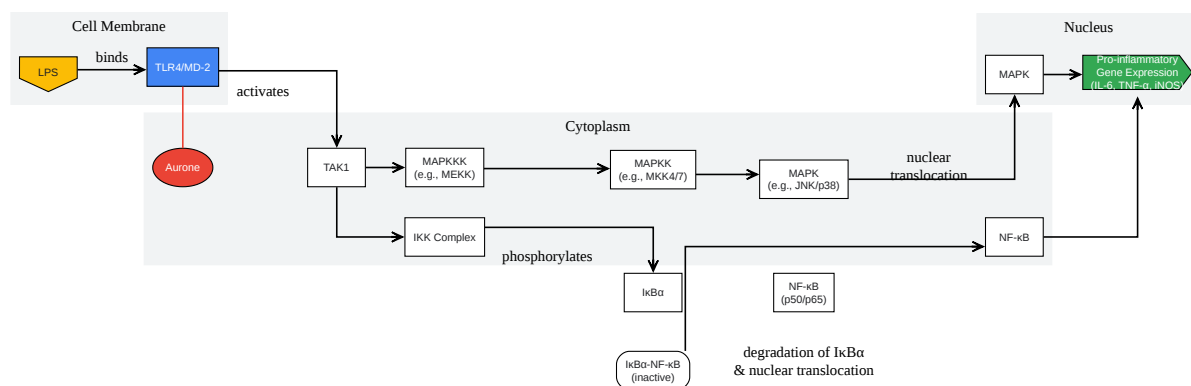 Cell Membrane
LPS
binds
TLR4/MD-2
activates
Aurone
Cytoplasm
TAK1
MAPKKK
(e.g., MEKK)
MAPKK
(e.g., MKK4/7)
MAPK
(e.g., JNK/p38)
nuclear
translocation
IKK Complex
phosphorylates
IκBα
NF-κB
(p50/p65)
IκBα-NF-κB
(inactive)
degradation of IκBα
& nuclear translocation
NF-κB
Nucleus
MAPK
Pro-inflammatory
Gene Expression
(IL-6, TNF-α, iNOS)